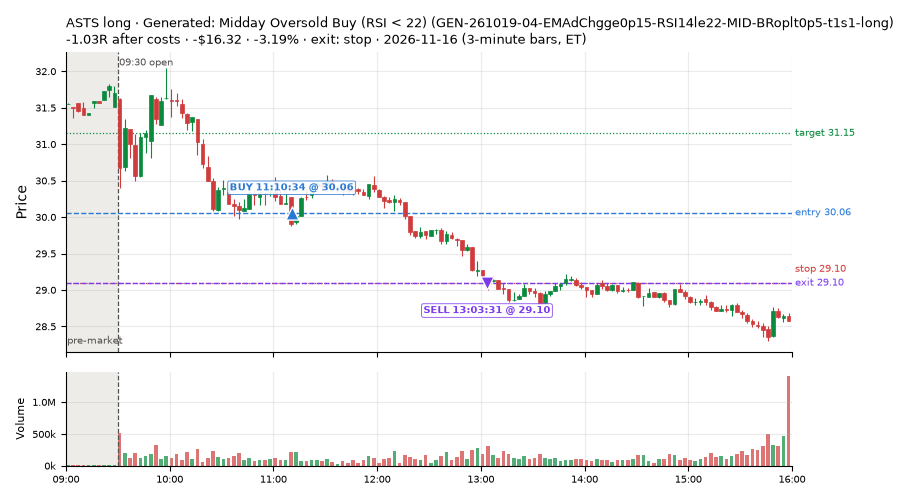 ASTS long · Generated: Midday Oversold Buy (RSI < 22) (GEN-261019-04-EMAdChgge0p15-RSI14le22-MID-BRoplt0p5-t1s1-long)
-1.03R after costs · -$16.32 · -3.19% · exit: stop · 2026-11-16 (3-minute bars, ET)
09:30 open
32.0
31.5
target 31.15
31.0
30.5
BUY 11:10:34 @ 30.06
entry 30.06
30.0
Price
29.5
stop 29.10
exit 29.10
29.0
SELL 13:03:31 @ 29.10
28.5
pre-market
1.0M
Volume
500k
0k
09:00
10:00
11:00
12:00
13:00
14:00
15:00
16:00